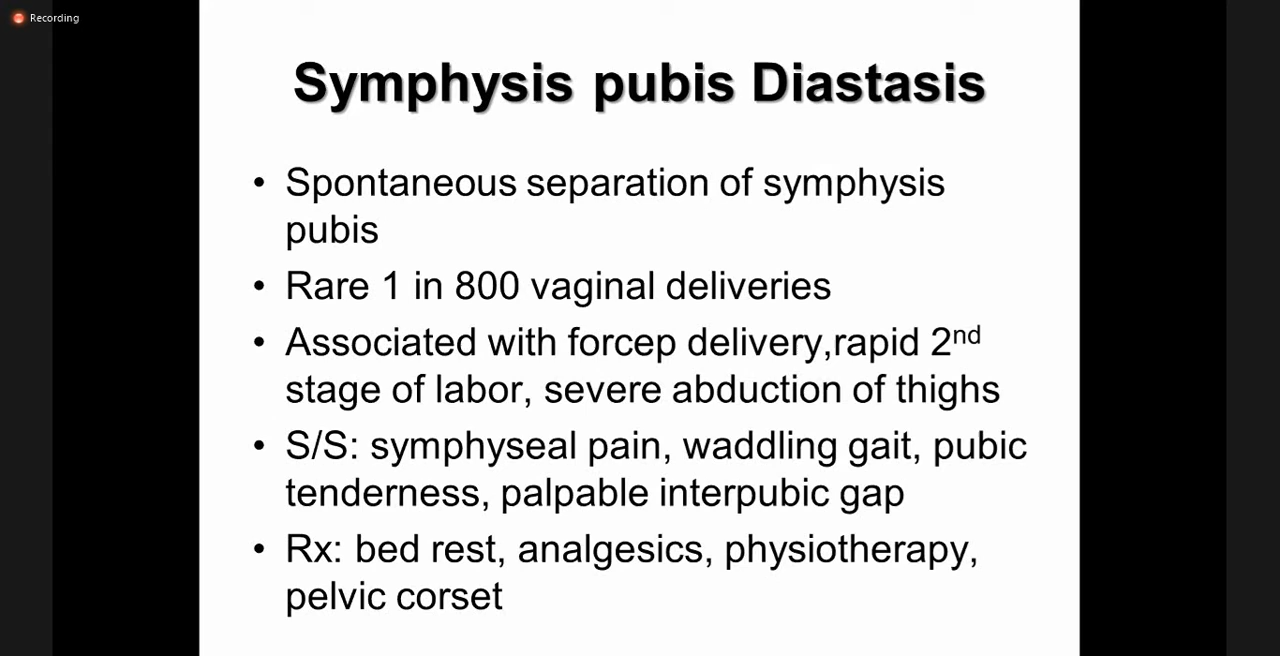 Recording
Symphysis pubis Diastasis
• Spontaneous separation of symphysis
pubis
• Rare 1 in 800 vaginal deliveries
• Associated with forcep delivery,rapid 2nd
stage of labor, severe abduction of thighs
• S/S: symphyseal pain, waddling gait, pubic
tenderness, palpable interpubic gap
• Rx: bed rest, analgesics, physiotherapy,
pelvic corset